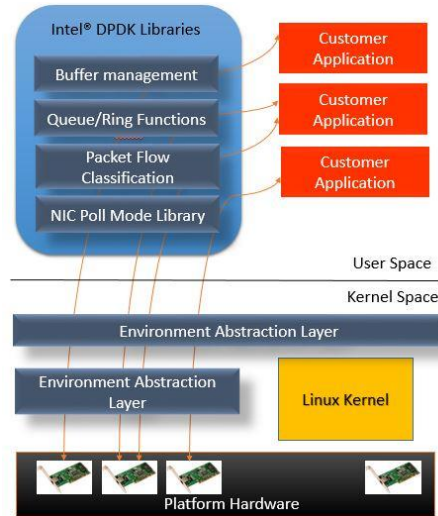 Intel® DPDK Libraries
Buffer management
Queue/Ring Functions
Packet Flow
Classification
NIC Poll Mode Library
Customer
Application
Customer
Application
Customer
Application
User Space
Kernel Space
Environment Abstraction Layer
Environment Abstraction
Layer
Linux Kernel
Platform Hardware